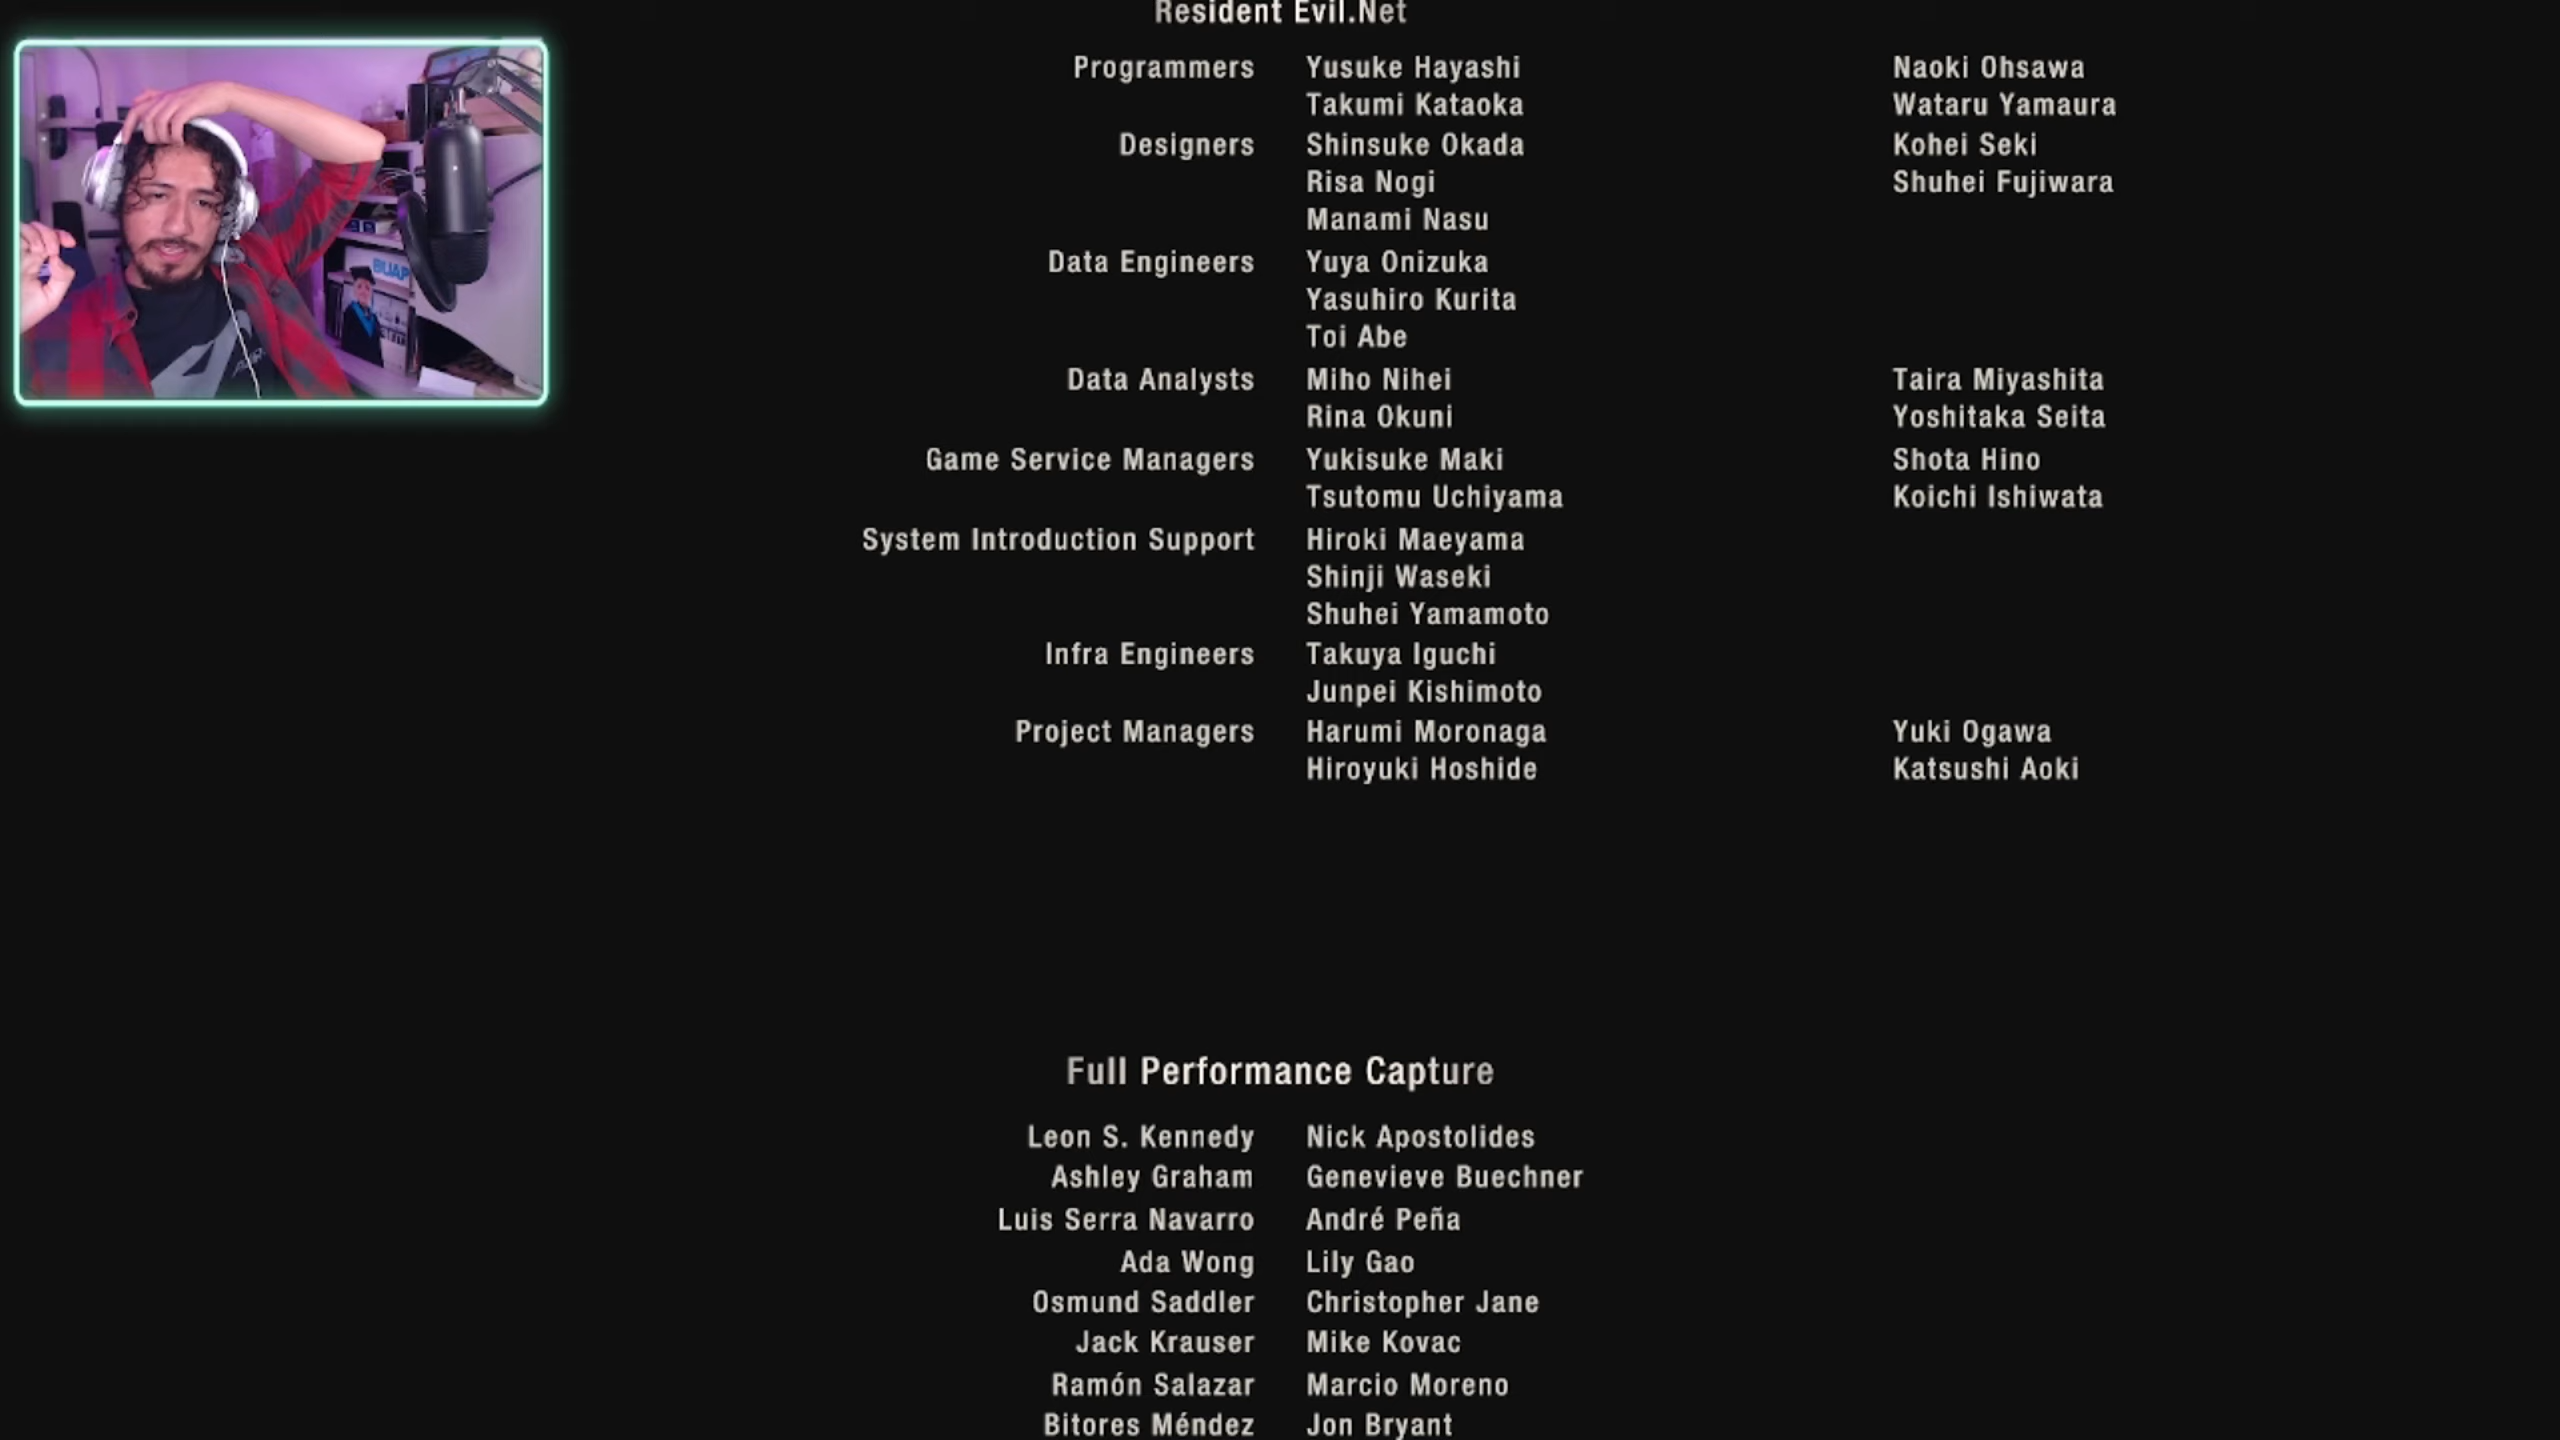 Resident Evil.Net
Programmers Yusuke Hayashi Naoki Ohsawa
Takumi Kataoka Wataru Yamaura
Designers Shinsuke Okada Kohei Seki
Risa Nogi Shuhei Fujiwara
Manami Nasu
Data Engineers Yuya Onizuka
Yasuhiro Kurita
Toi Abe
Data Analysts Miho Nihei Taira Miyashita
Rina Okuni Yoshitaka Seita
Game Service Managers Yukisuke Maki Shota Hino
Tsutomu Uchiyama Koichi Ishiwata
System Introduction Support Hiroki Maeyama
Shinji Waseki
Shuhei Yamamoto
Infra Engineers Takuya Iguchi
Junpei Kishimoto
Project Managers Harumi Moronaga Yuki Ogawa
Hiroyuki Hoshide Katsushi Aoki
Full Performance Capture
Leon S. Kennedy Nick Apostolides
Ashley Graham Genevieve Buechner
Luis Serra Navarro André Peña
Ada Wong Lily Gao
Osmund Saddler Christopher Jane
Jack Krauser Mike Kovac
Ramón Salazar Marcio Moreno
Bitores Méndez Jon Bryant
BUAP